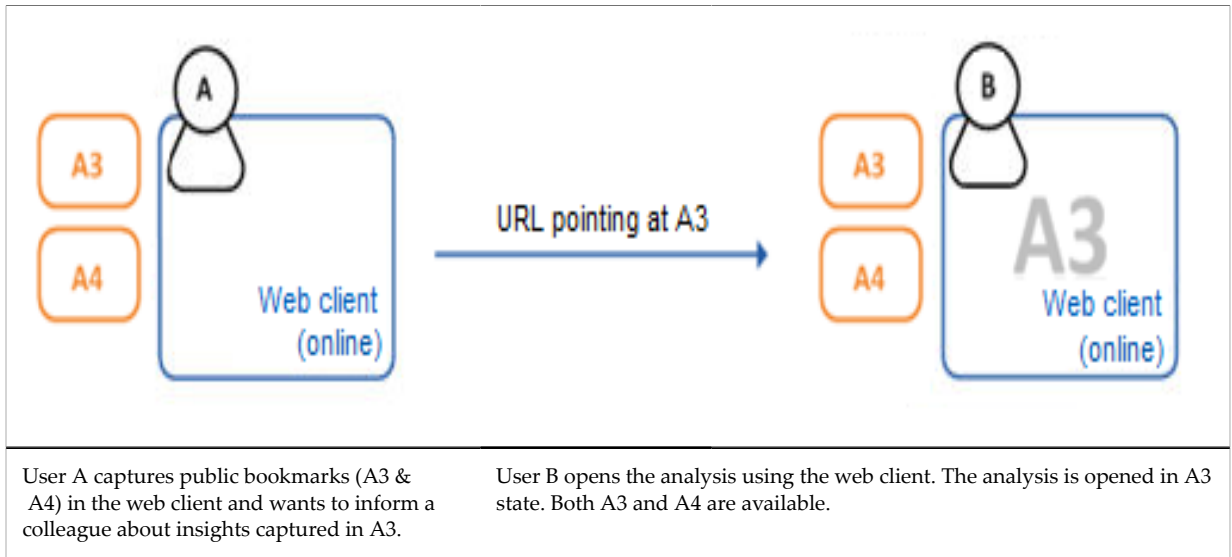 A
A3
A4
Web client
(online)
URL pointing at A3
B
A3
A4
A3
Web client
(online)
User A captures public bookmarks (A3 &
A4) in the web client and wants to inform a
colleague about insights captured in A3.
User B opens the analysis using the web client. The analysis is opened in A3
state. Both A3 and A4 are available.